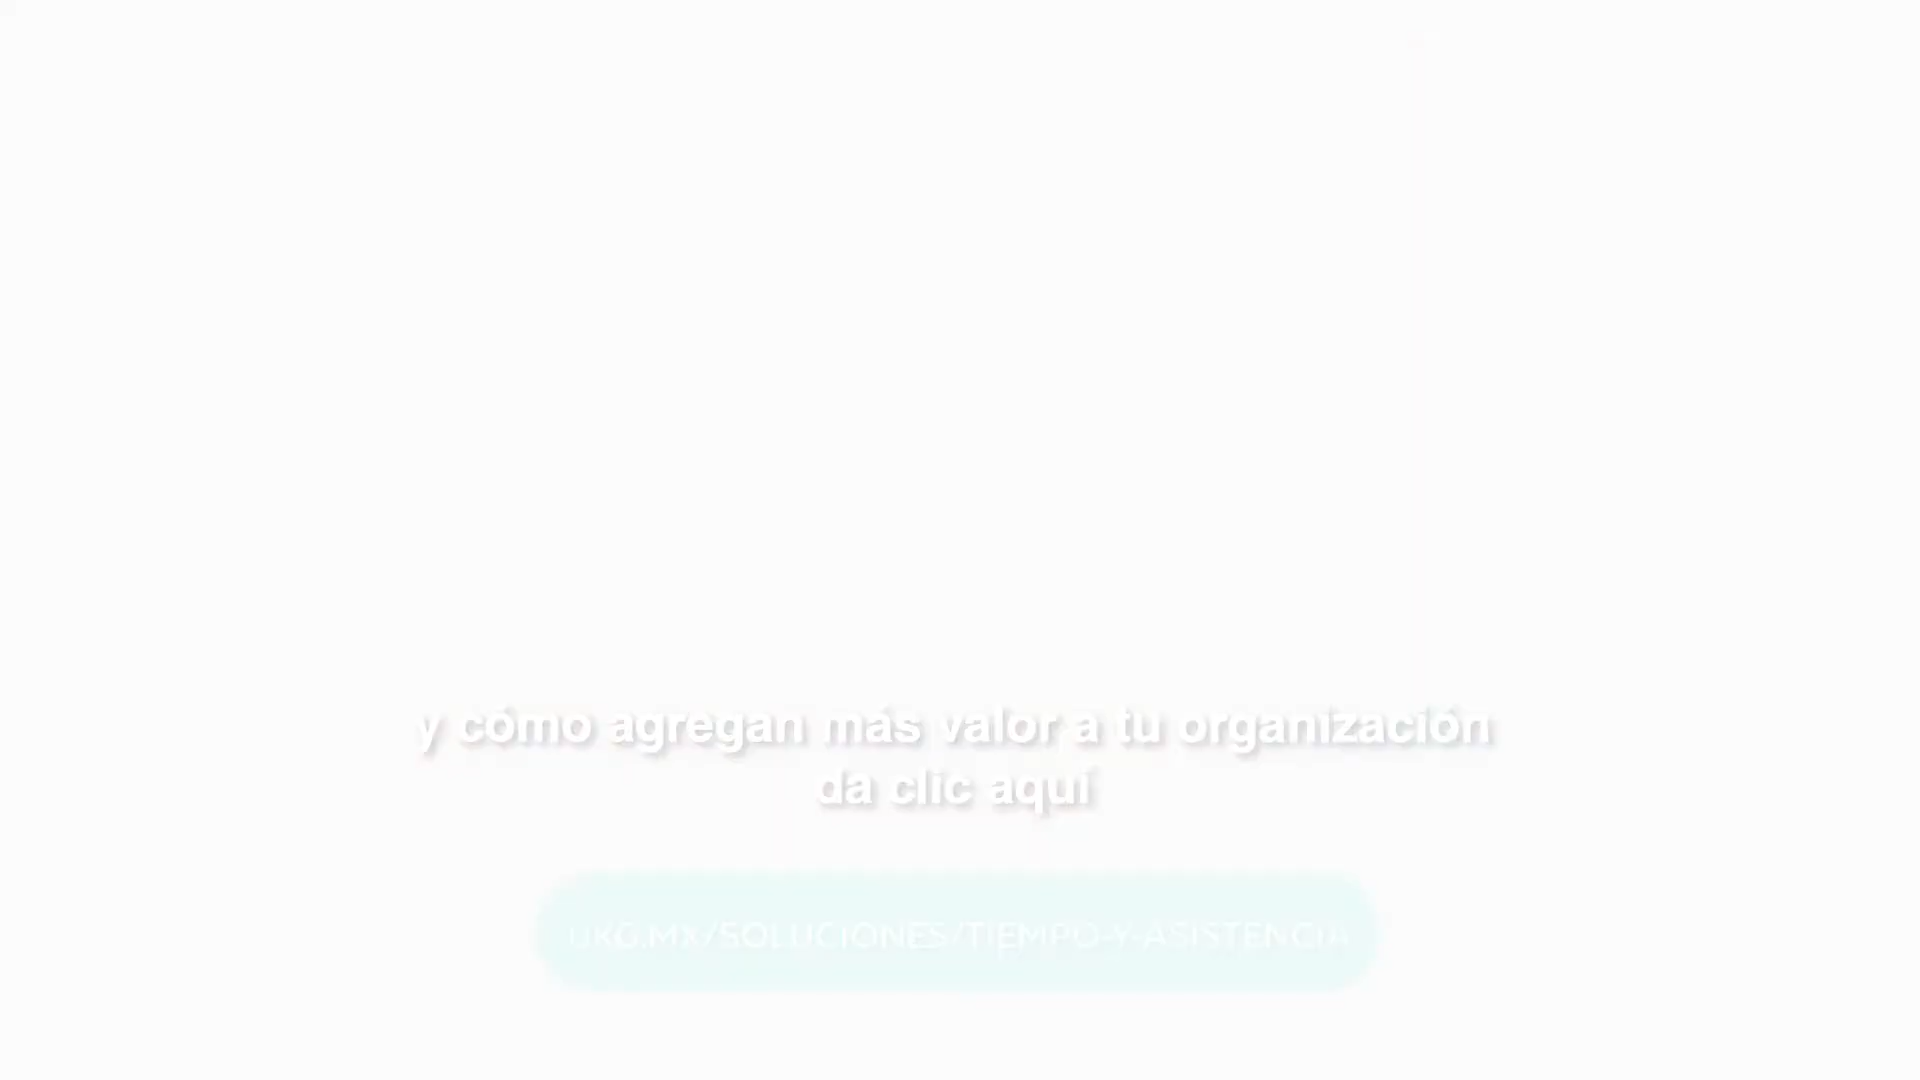 y cómo agregan más valor a tu organización
da clic aquí
UKG.MX/SOLUCIONES/TIEMPO-Y-ASISTENCIA